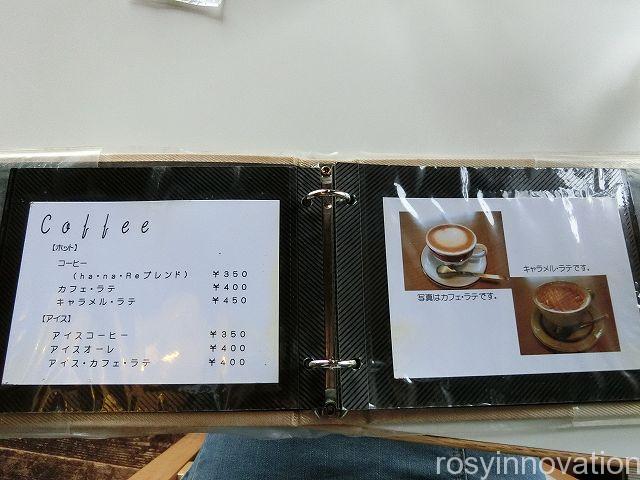 Coffee
【ホット】
コーヒー
(ha・na・Reブレンド) ￥350
カフェ・ラテ ￥400
キャラメル・ラテ ￥450
【アイス】
アイスコーヒー ￥350
アイスオーレ ￥400
アイス・カフェ・ラテ ￥400
キャラメル・ラテです。
写真はカフェ・ラテです。
rosyinnovation